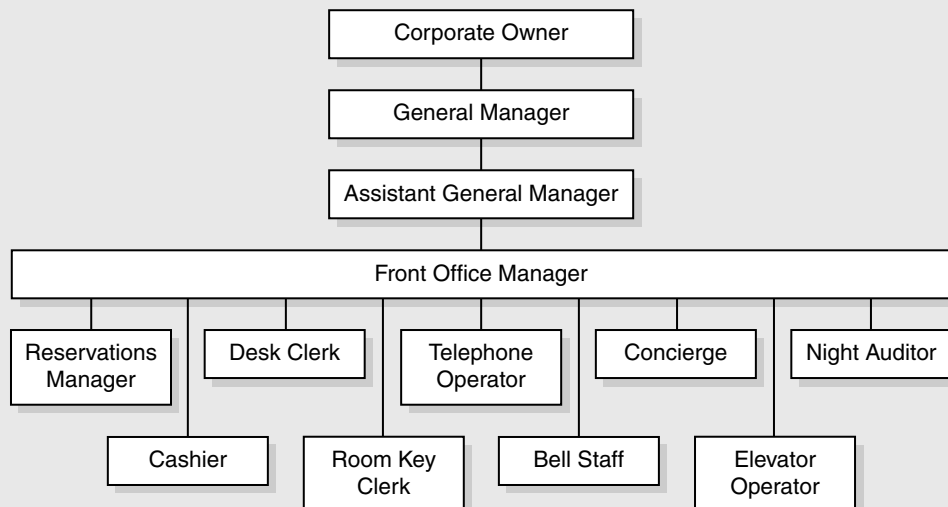 Corporate Owner
General Manager
Assistant General Manager
Front Office Manager
Reservations
Manager
Desk Clerk
Telephone
Operator
Concierge
Night Auditor
Cashier
Room Key
Clerk
Bell Staff
Elevator
Operator